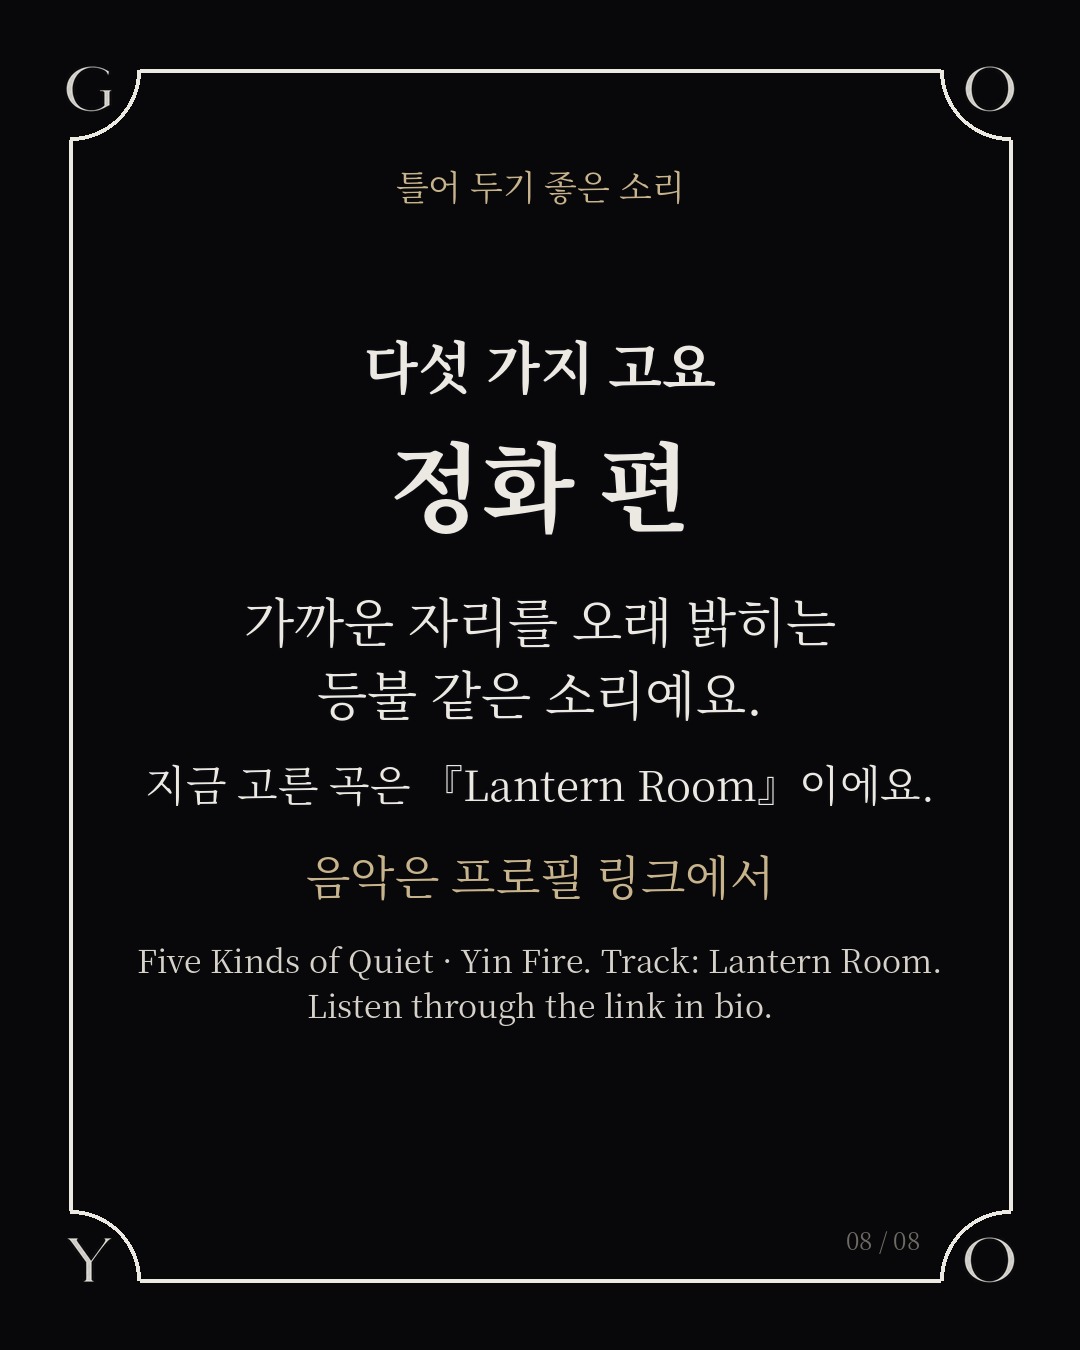 G O
틀어 두기 좋은 소리
다섯 가지 고요
정화 편
가까운 자리를 오래 밝히는
등불 같은 소리예요.
지금 고른 곡은 『Lantern Room』이에요.
음악은 프로필 링크에서
Five Kinds of Quiet · Yin Fire. Track: Lantern Room.
Listen through the link in bio.
08 / 08
Y O